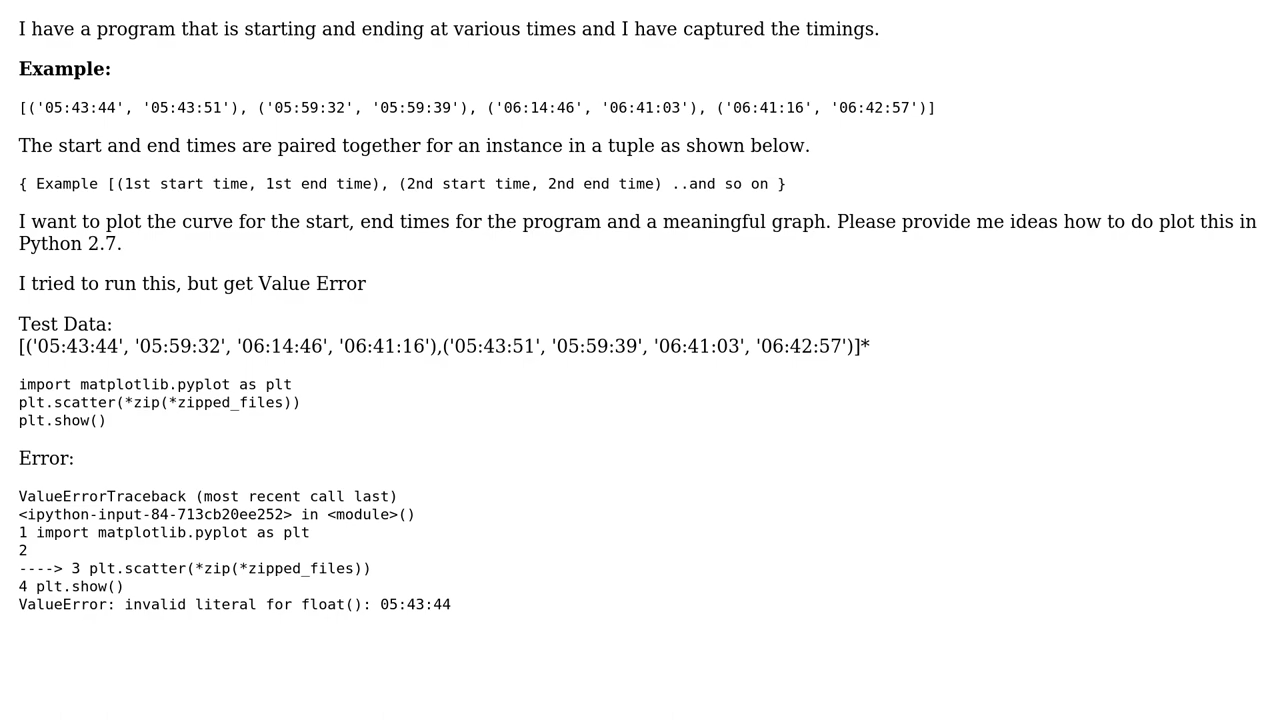 I have a program that is starting and ending at various times and I have captured the timings.
Example:
[('05:43:44', '05:43:51'), ('05:59:32', '05:59:39'), ('06:14:46', '06:41:03'), ('06:41:16', '06:42:57')]
The start and end times are paired together for an instance in a tuple as shown below.
{ Example [(1st start time, 1st end time), (2nd start time, 2nd end time) ..and so on }
I want to plot the curve for the start, end times for the program and a meaningful graph. Please provide me ideas how to do plot this in
Python 2.7.
I tried to run this, but get Value Error
Test Data:
[('05:43:44', '05:59:32', '06:14:46', '06:41:16'),('05:43:51', '05:59:39', '06:41:03', '06:42:57')]*
import matplotlib.pyplot as plt
plt.scatter(*zip(*zipped_files))
plt.show()
Error:
ValueErrorTraceback (most recent call last)
<ipython-input-84-713cb20ee252> in <module>()
1 import matplotlib.pyplot as plt
2
----> 3 plt.scatter(*zip(*zipped_files))
4 plt.show()
ValueError: invalid literal for float(): 05:43:44